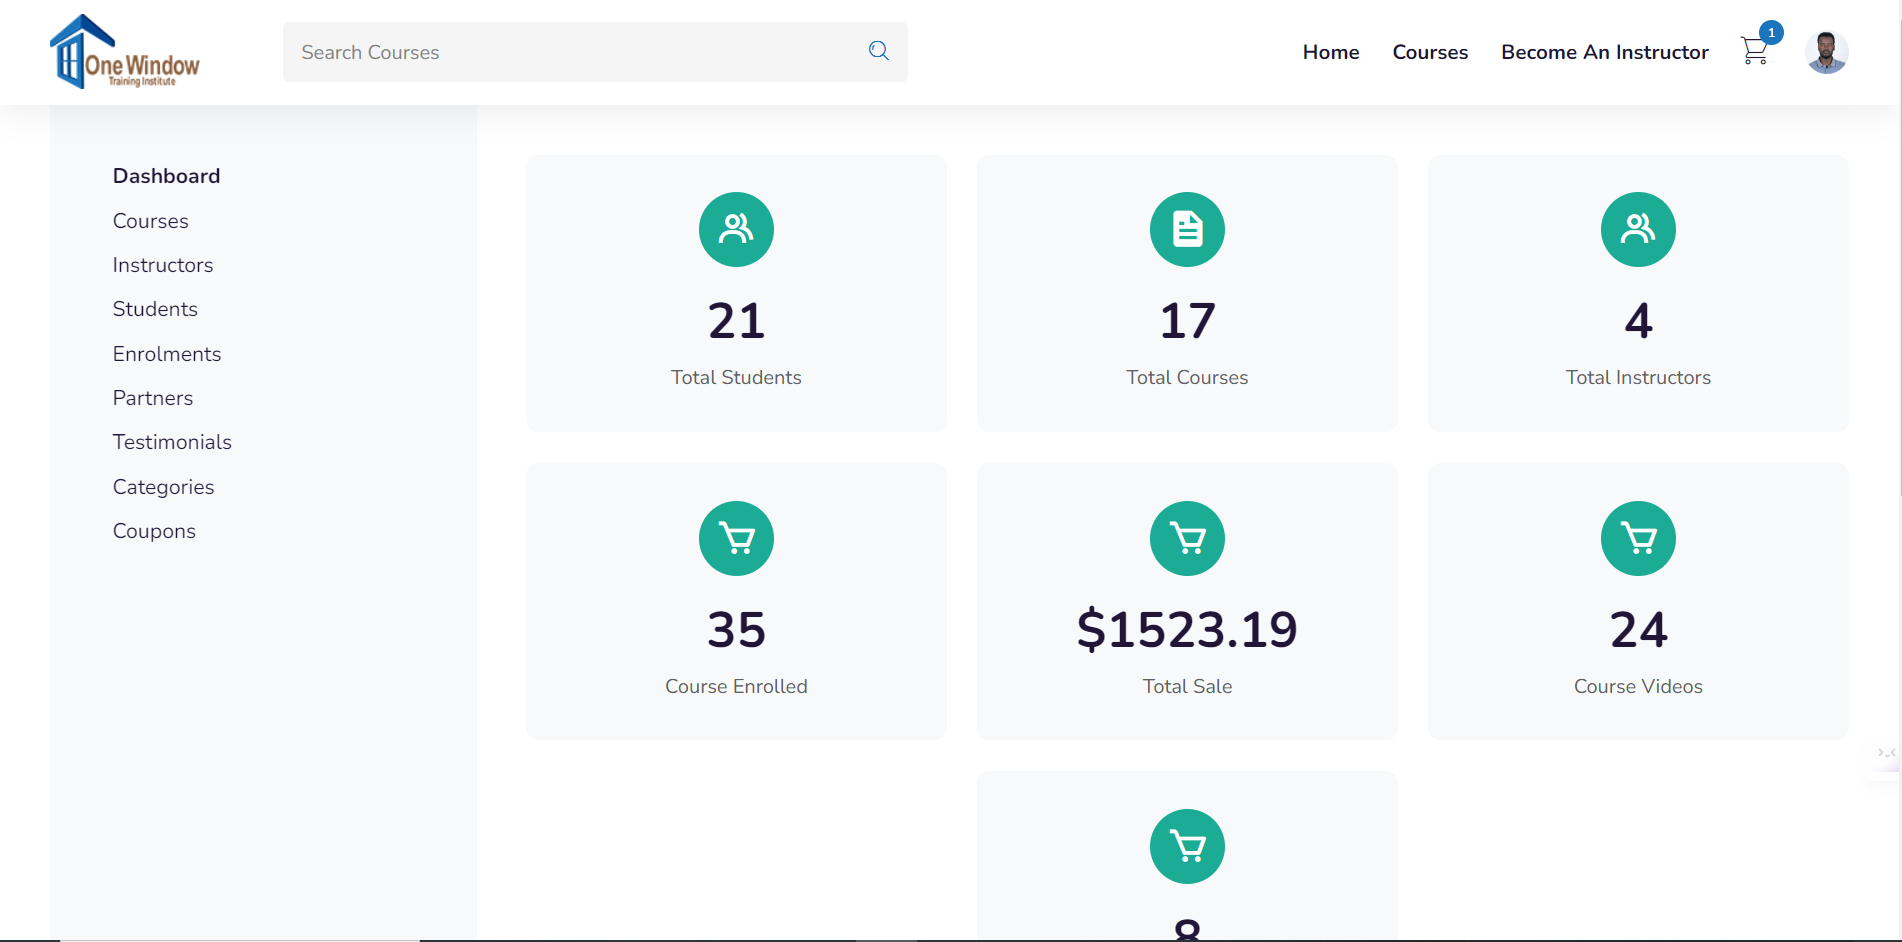 One Window
Training Institute
Search Courses
Home
Courses
Become An Instructor
1
Dashboard
Courses
Instructors
Students
Enrolments
Partners
Testimonials
Categories
Coupons
21
Total Students
17
Total Courses
4
Total Instructors
35
Course Enrolled
$1523.19
Total Sale
24
Course Videos
8